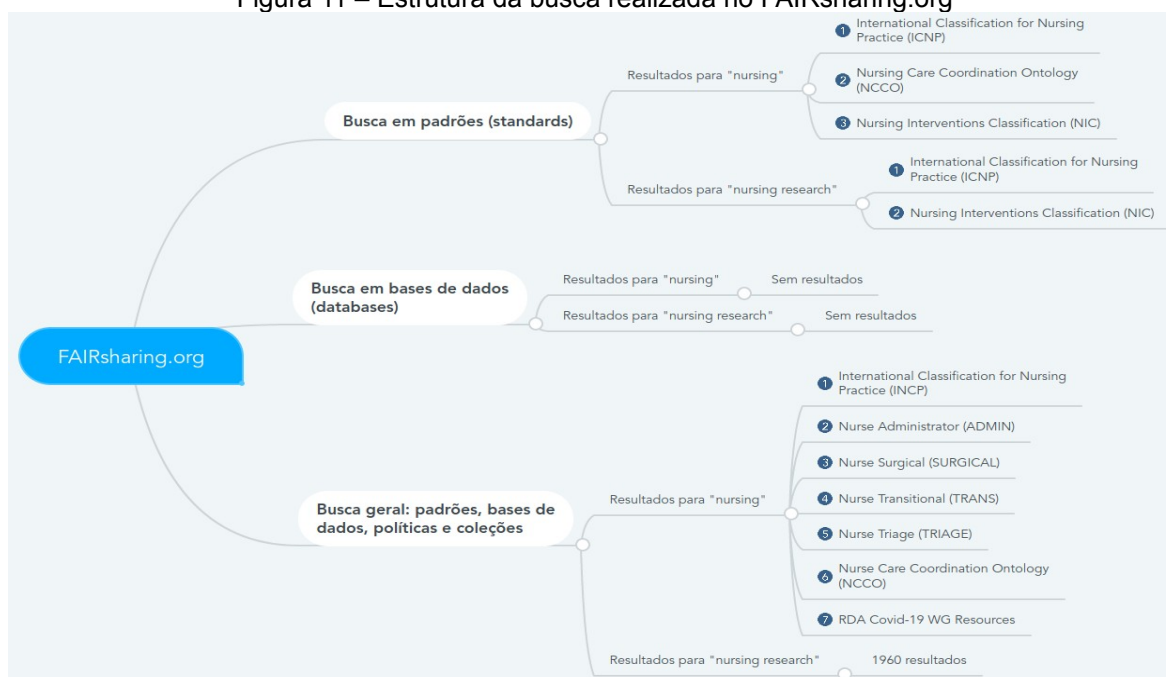 Figura 11 – Estrutura da busca realizada no FAIRsharing.org
FAIRsharing.org
Busca em padrões (standards)
Resultados para "nursing"
1 International Classification for Nursing
Practice (ICNP)
2 Nursing Care Coordination Ontology
(NCCO)
3 Nursing Interventions Classification (NIC)
Resultados para "nursing research"
1 International Classification for Nursing
Practice (ICNP)
2 Nursing Interventions Classification (NIC)
Busca em bases de dados
(databases)
Resultados para "nursing"
Sem resultados
Resultados para "nursing research"
Sem resultados
Busca geral: padrões, bases de
dados, políticas e coleções
Resultados para "nursing"
1 International Classification for Nursing
Practice (INCP)
2 Nurse Administrator (ADMIN)
3 Nurse Surgical (SURGICAL)
4 Nurse Transitional (TRANS)
5 Nurse Triage (TRIAGE)
6 Nurse Care Coordination Ontology
(NCCO)
7 RDA Covid-19 WG Resources
Resultados para "nursing research"
1960 resultados